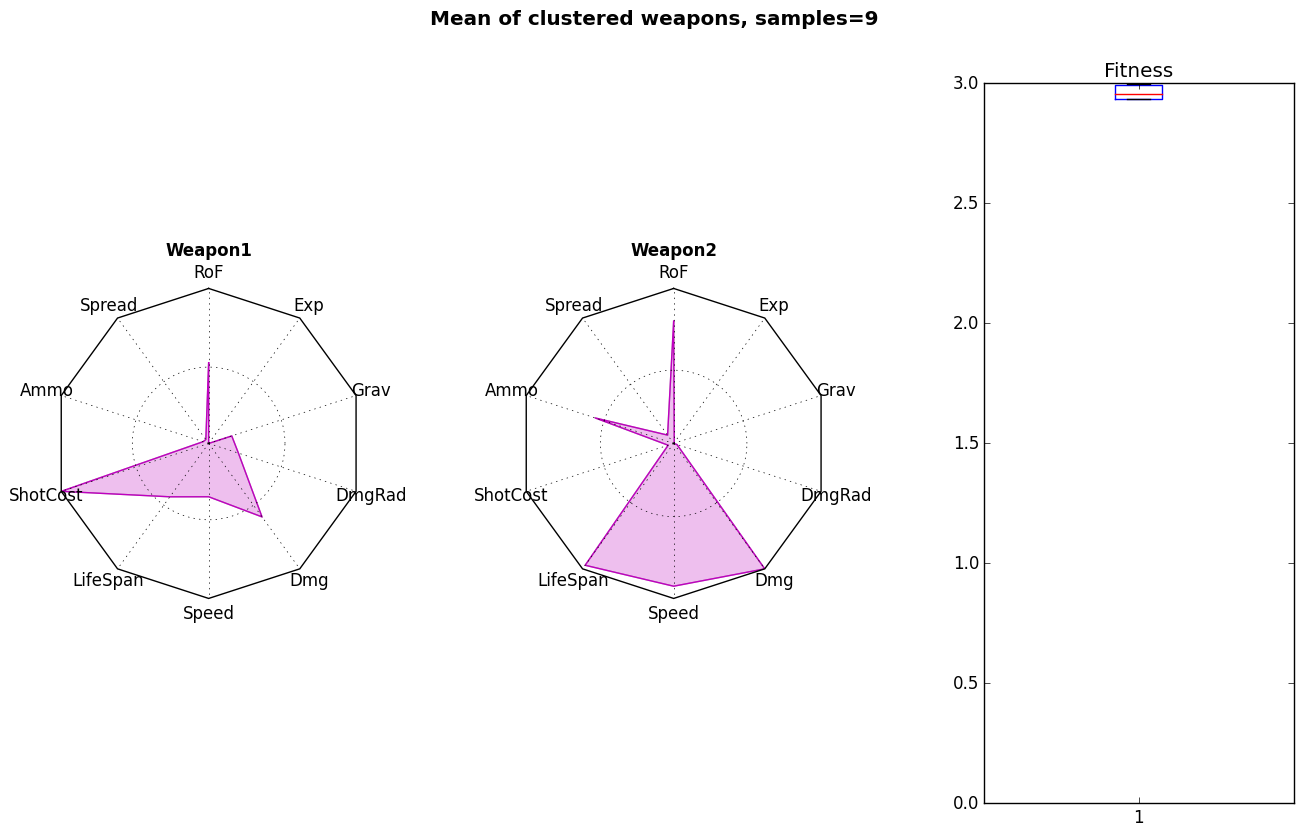 Mean of clustered weapons, samples=9
Weapon1
RoF
Spread
Exp
Ammo
Grav
ShotCost
DmgRad
LifeSpan
Dmg
Speed
Weapon2
RoF
Spread
Exp
Ammo
Grav
ShotCost
DmgRad
LifeSpan
Dmg
Speed
Fitness
3.0
2.5
2.0
1.5
1.0
0.5
0.0
1